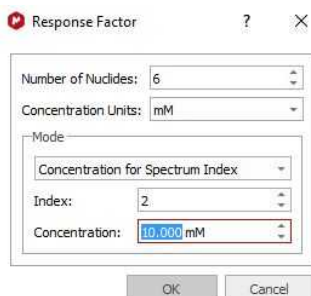 Response Factor ? ×
Number of Nuclides: 6
Concentration Units: mM
Mode
Concentration for Spectrum Index
Index: 2
Concentration: 10.000 mM
OK Cancel